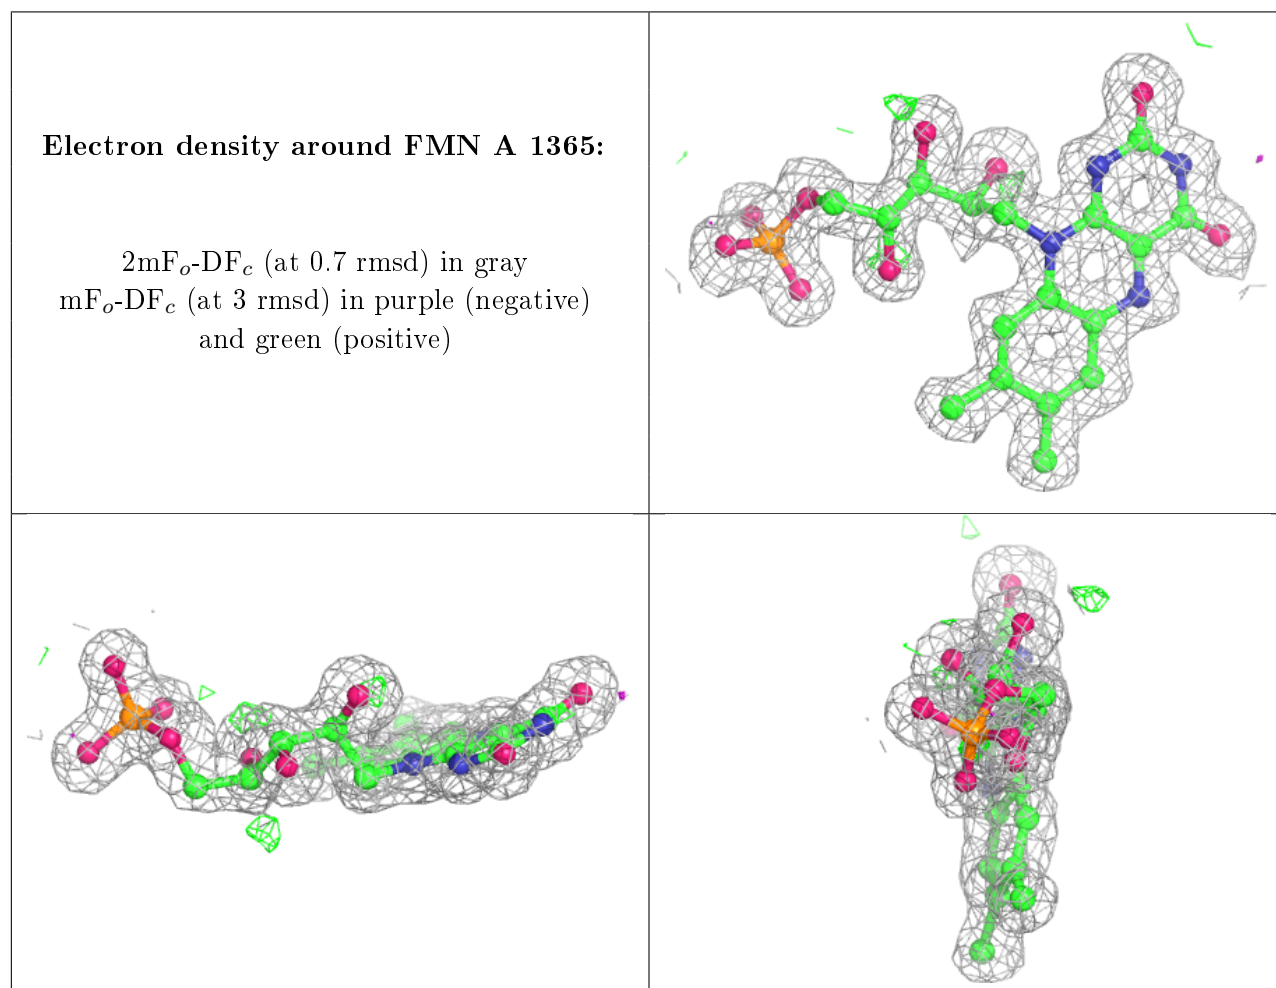 Electron density around FMN A 1365:
2mFo-DFc (at 0.7 rmsd) in gray
mFo-DFc (at 3 rmsd) in purple (negative)
and green (positive)